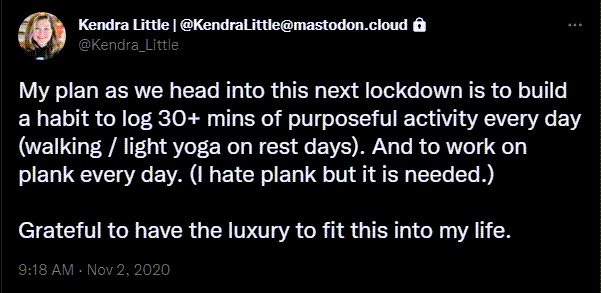 Kendra Little | @KendraLittle@mastodon.cloud
@Kendra_Little
My plan as we head into this next lockdown is to build
a habit to log 30+ mins of purposeful activity every day
(walking / light yoga on rest days). And to work on
plank every day. (I hate plank but it is needed.)
Grateful to have the luxury to fit this into my life.
9:18 AM · Nov 2, 2020